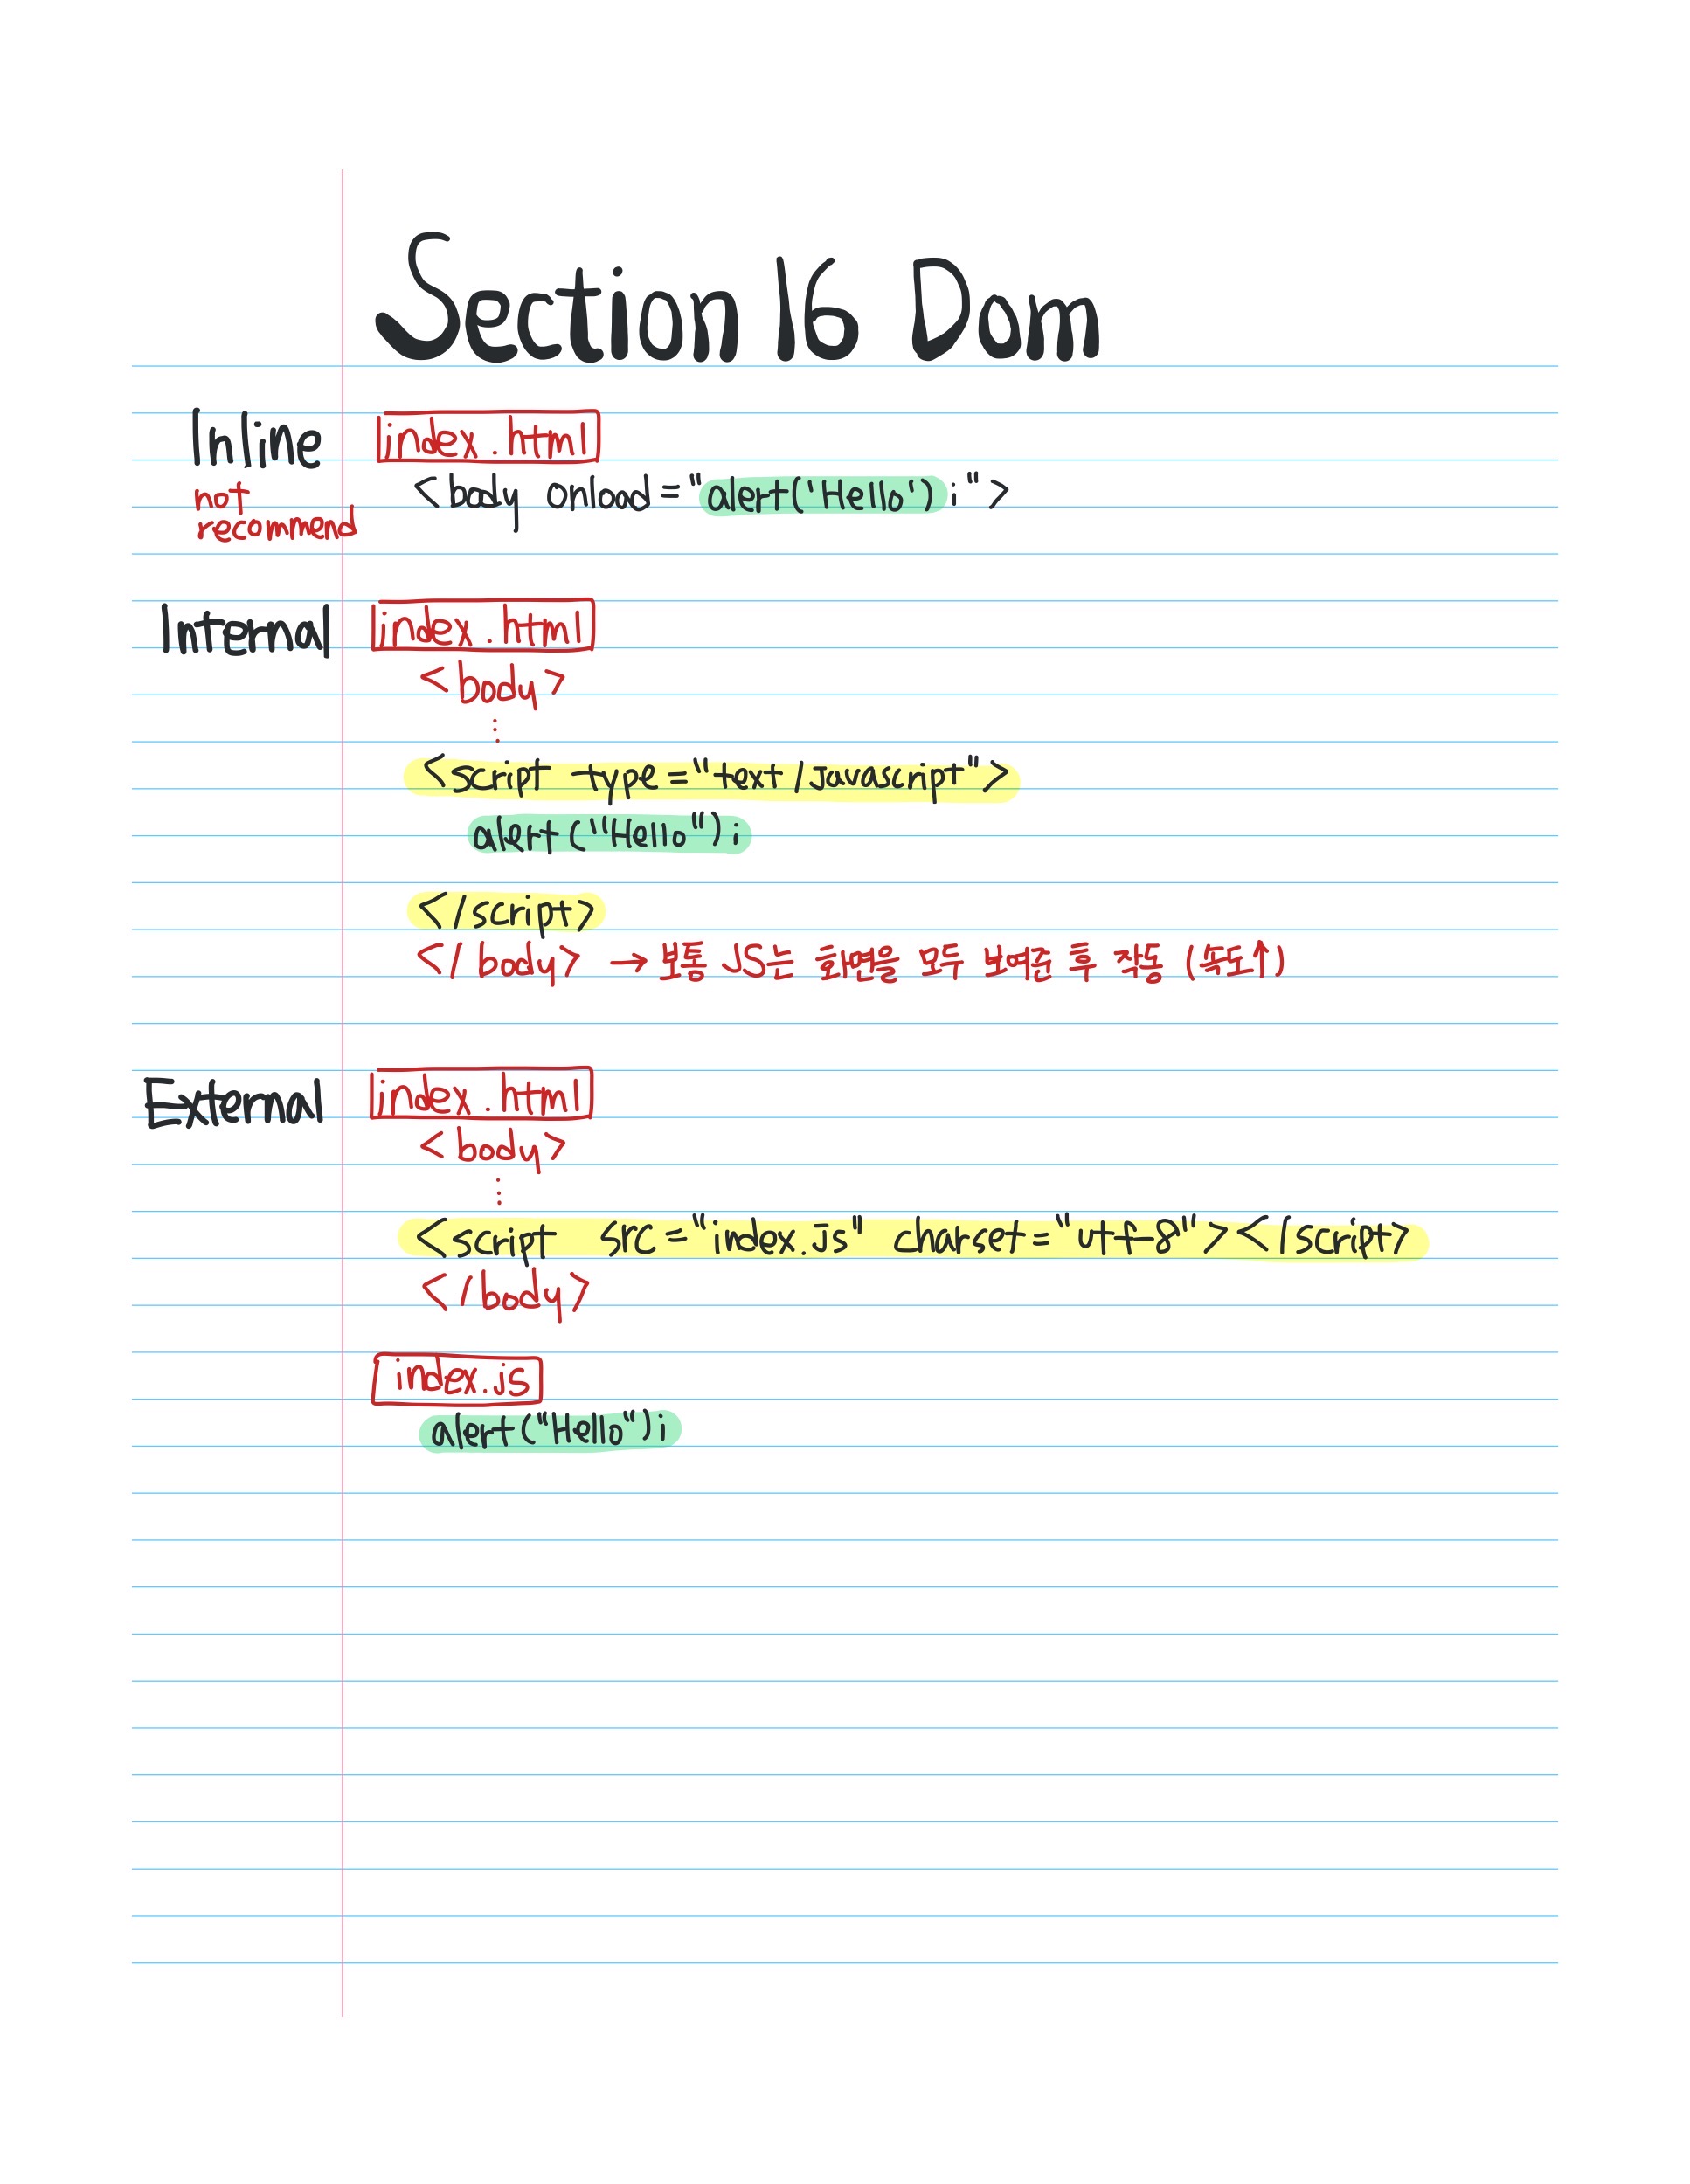 Section 16 Dom
Inline
not
recommend
index.html
<body onload="alert('Hello');">
Internal
index.html
<body>
⋮
<script type="text/javascript">
alert("Hello");
</script>
</body> → 보통 JS는 화면을 모두 보여준 후 작동 (속도↑)
External
index.html
<body>
⋮
<script src="index.js" charset="utf-8"></script>
</body>
index.js
alert("Hello");